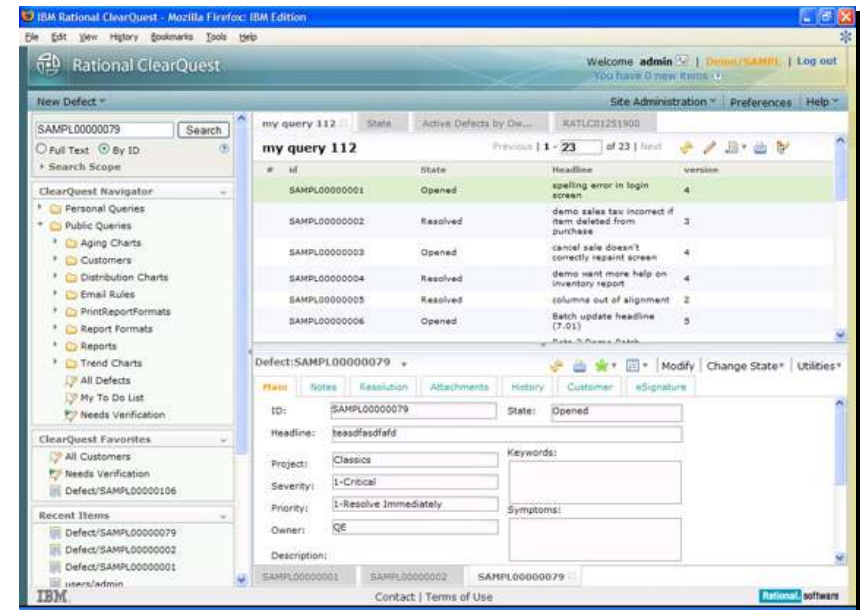 IBM Rational ClearQuest - Mozilla Firefox: IBM Edition
File Edit View History Bookmarks Tools Help
Rational ClearQuest
Welcome admin | Demo/SAMPL | Log out
You have 0 new items
New Defect
Site Administration Preferences Help
SAMPL00000079 Search
Full Text By ID
Search Scope
ClearQuest Navigator
Personal Queries
Public Queries
Aging Charts
Customers
Distribution Charts
Email Rules
PrintReportFormats
Report Formats
Reports
Trend Charts
All Defects
My To Do List
Needs Verification
ClearQuest Favorites
All Customers
Needs Verification
Defect/SAMPL00000106
Recent Items
Defect/SAMPL00000079
Defect/SAMPL00000002
Defect/SAMPL00000001
users/admin
my query 112 State Active Defects by Ow... RATLC01251900
my query 112 Previous | 1 - 23 of 23 | Next
# id State Headline version
SAMPL00000001 Opened spelling error in login screen 4
SAMPL00000002 Resolved demo sales tax incorrect if item deleted from purchase 3
SAMPL00000003 Opened cancel sale doesn't correctly repaint screen 4
SAMPL00000004 Resolved demo want more help on inventory report 4
SAMPL00000005 Resolved columns out of alignment 2
SAMPL00000006 Opened Batch update headline (7.01) 5
Defect:SAMPL00000079
Modify | Change State | Utilities
Main Notes Resolution Attachments History Customer eSignature
ID: SAMPL00000079 State: Opened
Headline: teasdfasdfafd
Project: Classics Keywords:
Severity: 1-Critical
Priority: 1-Resolve Immediately Symptoms:
Owner: QE
Description:
SAMPL00000001 SAMPL00000002 SAMPL00000079
IBM Contact | Terms of Use Rational. software